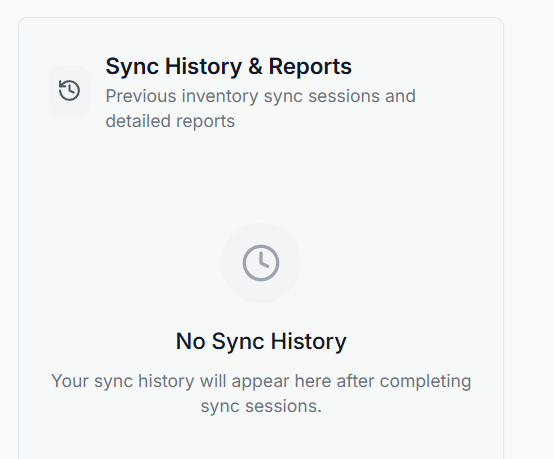 Sync History & Reports
Previous inventory sync sessions and
detailed reports
No Sync History
Your sync history will appear here after completing
sync sessions.